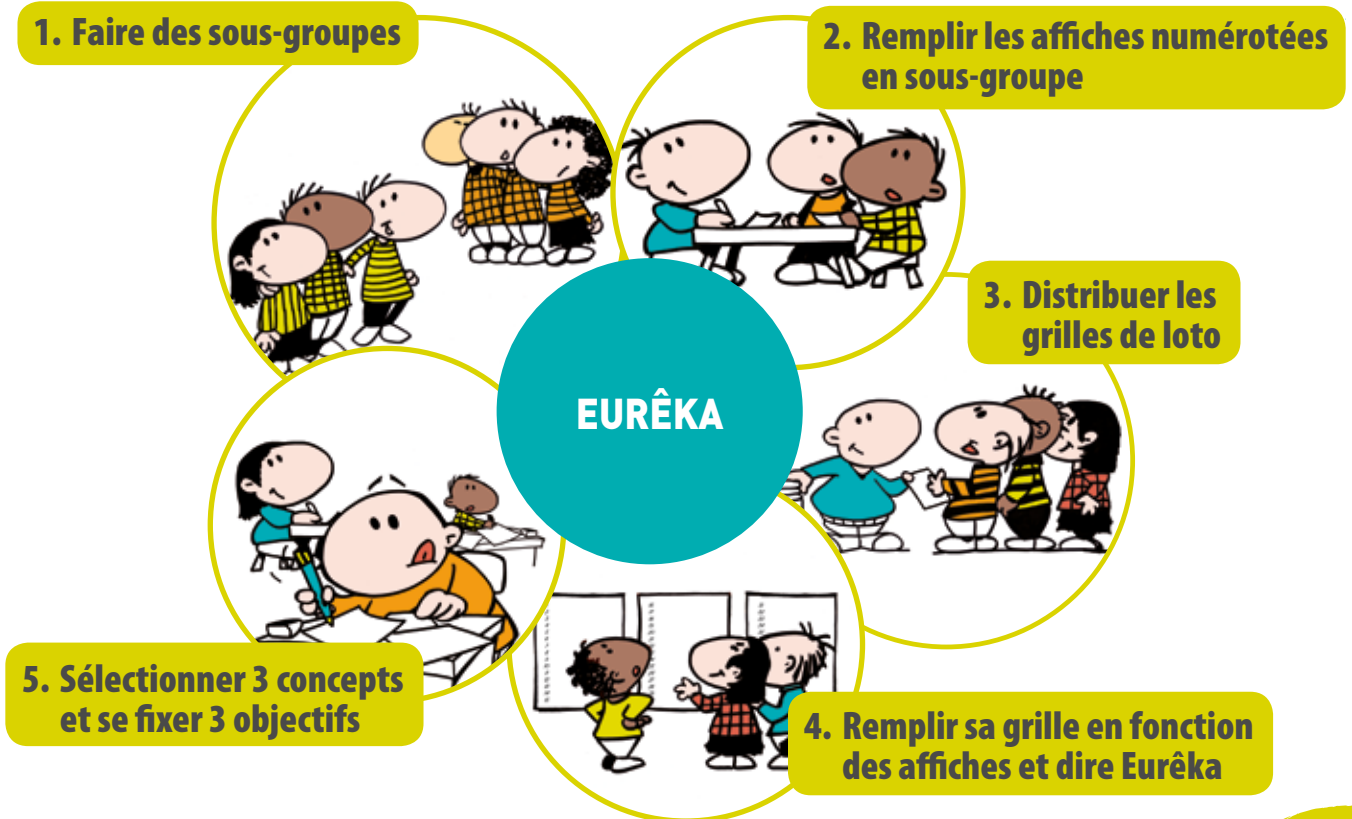 1. Faire des sous-groupes
2. Remplir les affiches numérotées
en sous-groupe
3. Distribuer les
grilles de loto
EURÊKA
5. Sélectionner 3 concepts
et se fixer 3 objectifs
4. Remplir sa grille en fonction
des affiches et dire Eurêka